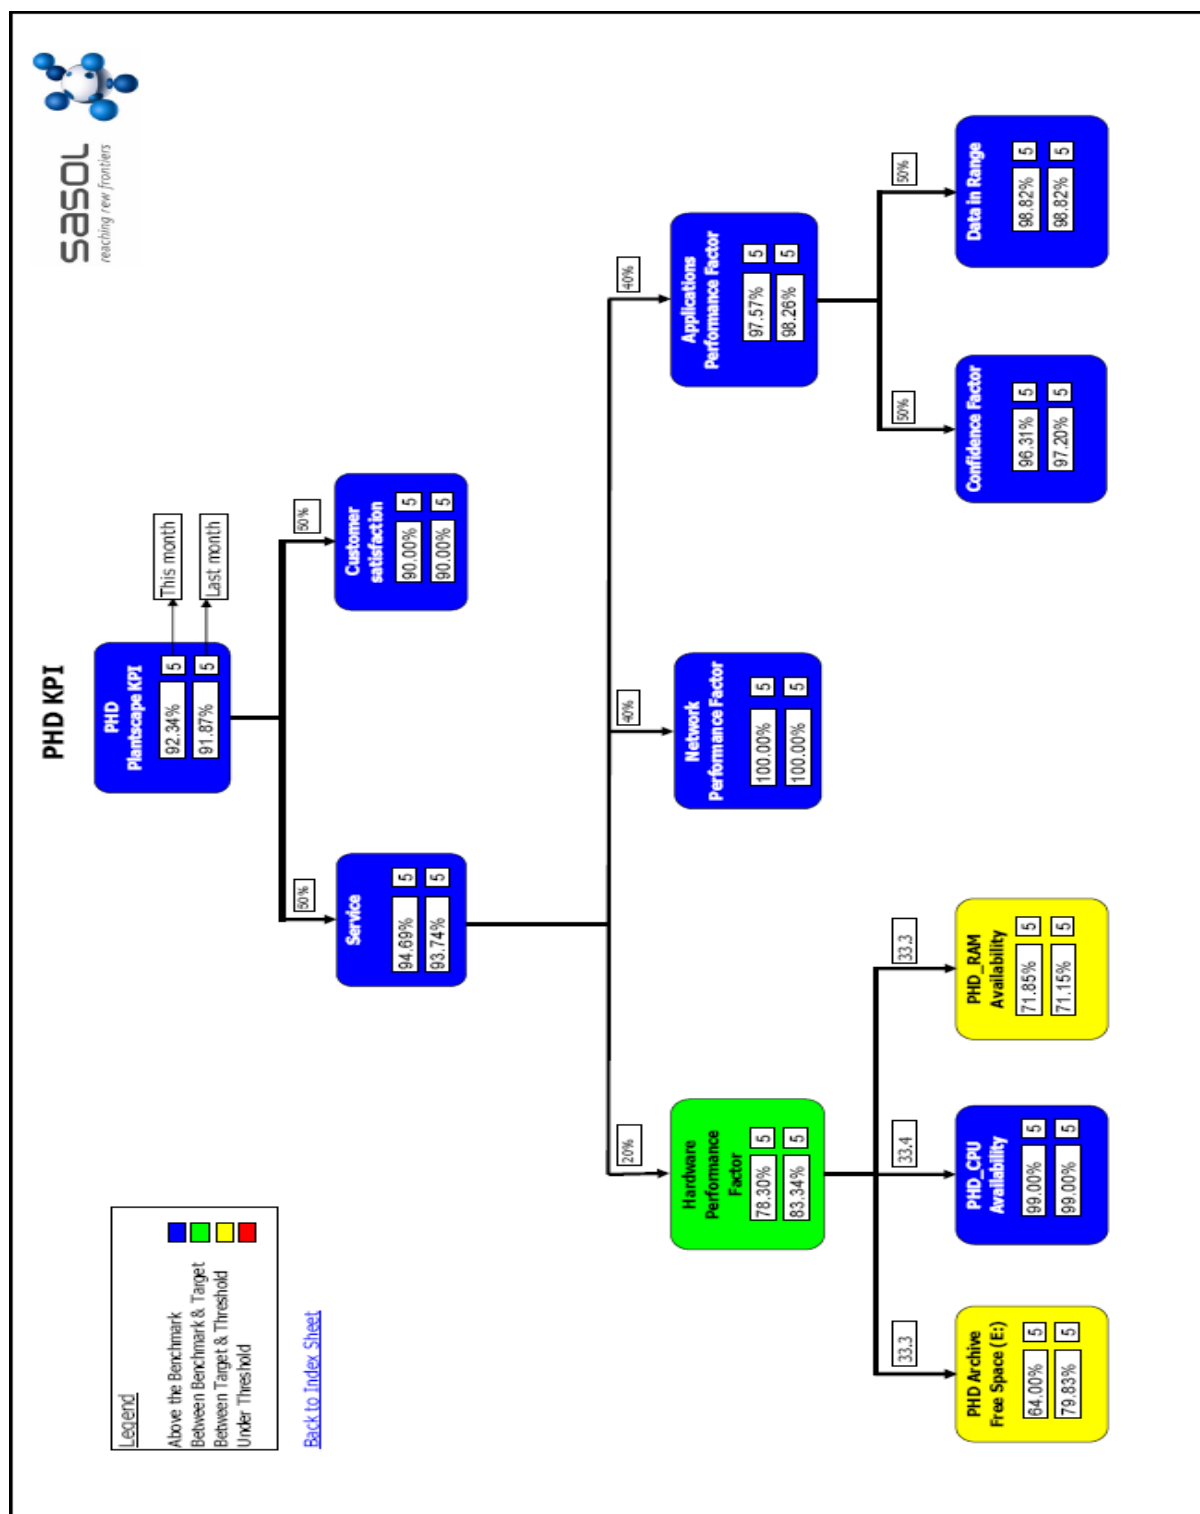 sasol
reaching new frontiers
PHD KPI
Legend
Above the Benchmark
Between Benchmark & Target
Between Target & Threshold
Under Threshold
Back to Index Sheet
PHD
Plantscape KPI
92.34% 5
91.87% 5
This month
Last month
50%
50%
Service
94.69% 5
93.74% 5
Customer
satisfaction
90.00% 5
90.00% 5
20%
40%
40%
Hardware
Performance
Factor
78.30% 5
83.34% 5
Network
Performance Factor
100.00% 5
100.00% 5
Applications
Performance Factor
97.57% 5
98.26% 5
33.3
33.4
33.3
50%
50%
PHD Archive
Free Space (E:)
64.00% 5
79.83% 5
PHD_CPU
Availability
99.00% 5
99.00% 5
PHD_RAM
Availability
71.85% 5
71.15% 5
Confidence Factor
96.31% 5
97.20% 5
Data in Range
98.82% 5
98.82% 5